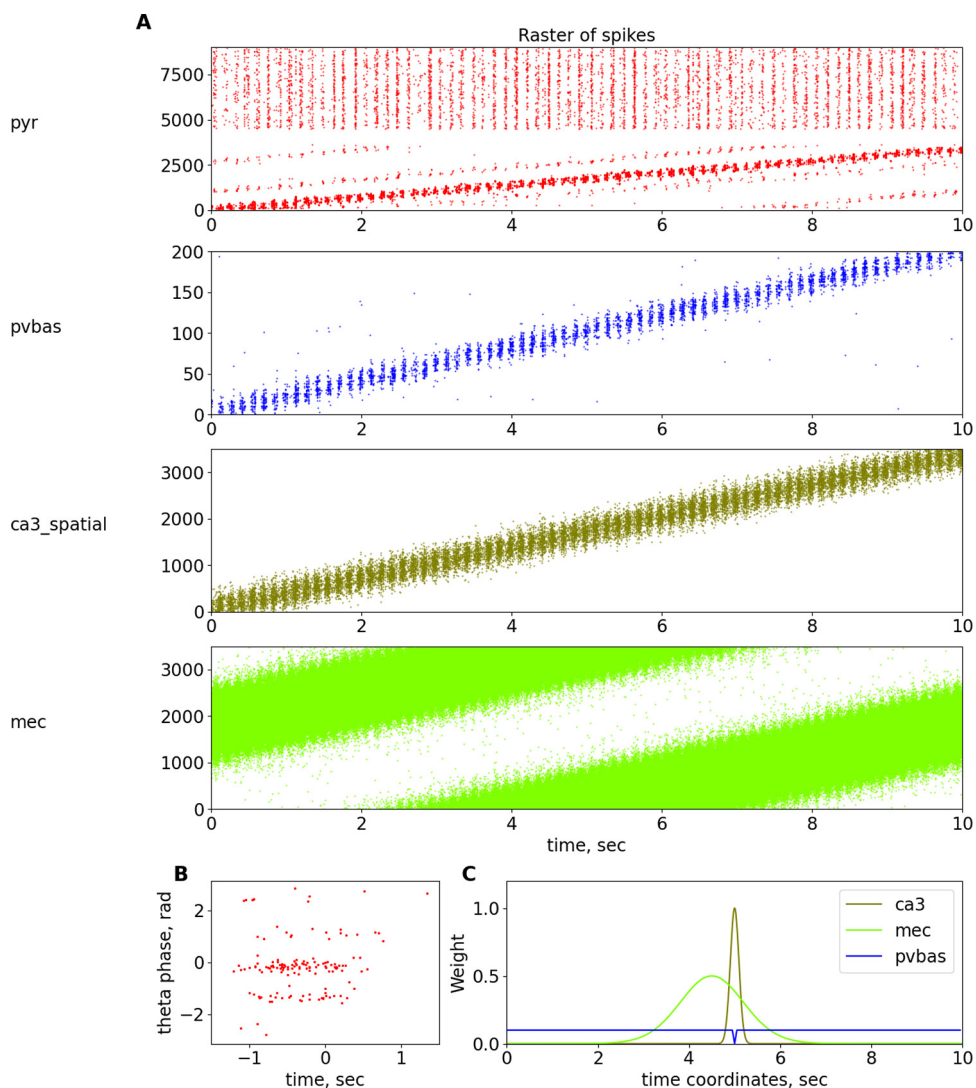 A
Raster of spikes
pyr
7500
5000
2500
0
0 2 4 6 8 10
pvbas
200
150
100
50
0
0 2 4 6 8 10
ca3_spatial
3000
2000
1000
0
0 2 4 6 8 10
mec
3000
2000
1000
0
0 2 4 6 8 10
time, sec
B
theta phase, rad
2
0
−2
−1 0 1
time, sec
C
Weight
1.0
0.5
0.0
ca3
mec
pvbas
0 2 4 6 8 10
time coordinates, sec